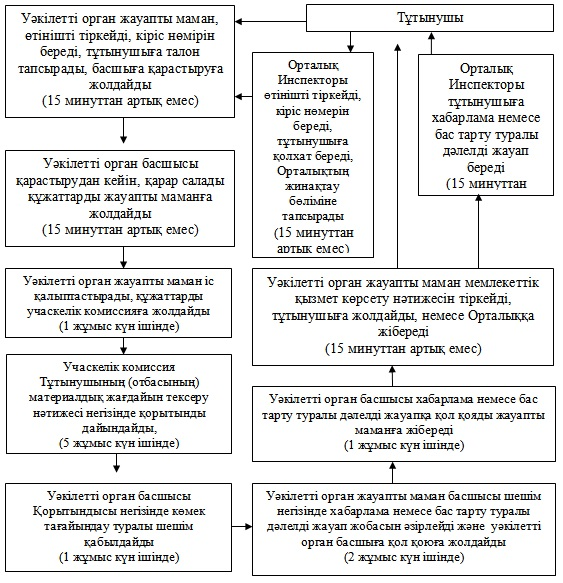 Уәкілетті орган жауапты маман,
өтінішті тіркейді, кіріс нөмірін
береді, тұтынушыға талон
тапсырады, басшыға қарастыруға
жолдайды
(15 минуттан артық емес)
Тұтынушы
Орталық
Инспекторы
өтінішті тіркейді,
кіріс нөмерін
береді,
тұтынушыға
қолхат береді,
Орталықтың
жинақтау
бөліміне
тапсырады
(15 минуттан
артық емес)
Орталық
Инспекторы
тұтынушыға
хабарлама немесе
бас тарту туралы
дәлелді жауап
береді
(15 минуттан
Уәкілетті орган басшысы
қарастырудан кейін, қарар салады
құжаттарды жауапты маманға
жолдайды
(15 минуттан артық емес)
Уәкілетті орган жауапты маман іс
қалыптастырады, құжаттарды
учаскелік комиссияға жолдайды
(1 жұмыс күн ішінде)
Уәкілетті орган жауапты маман мемлекеттік
қызмет көрсету нәтижесін тіркейді,
тұтынушыға жолдайды, немесе Орталыққа
жібереді
(15 минуттан артық емес)
Учаскелік комиссия
Тұтынушының (отбасының)
материалдық жағдайын тексеру
нәтижесі негізінде қорытынды
дайындайды,
(5 жұмыс күн ішінде)
Уәкілетті орган басшысы хабарлама немесе бас
тарту туралы дәлелді жауапқа қол қояды жауапты
маманға жібереді
(1 жұмыс күн ішінде)
Уәкілетті орган басшысы
Қорытындысы негізінде көмек
тағайындау туралы шешім
қабылдайды
(1 жұмыс күн ішінде)
Уәкілетті орган жауапты маман басшысы шешім
негізінде хабарлама немесе бас тарту туралы
дәлелді жауап жобасын әзірлейді және уәкілетті
орган басшыға қол қоюға жолдайды
(2 жұмыс күн ішінде)